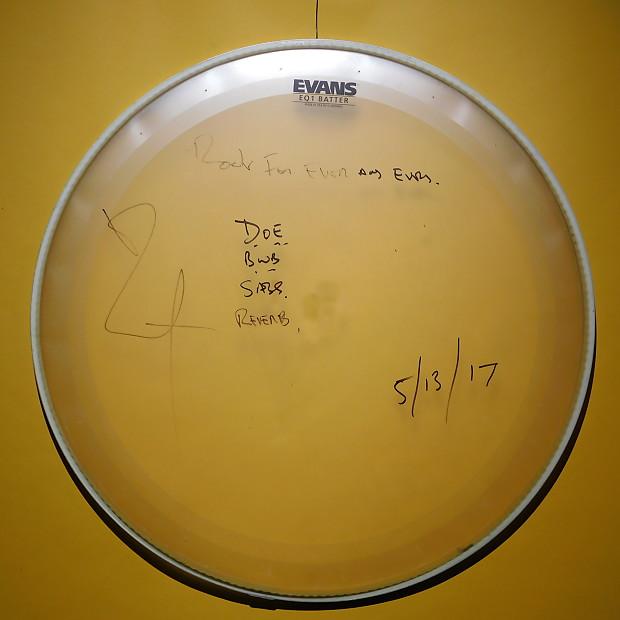 EVANS
EQ1 BATTER
Rock For Ever AND EVER.
DOE
BWB
SABB.
REVERB.
5/13/17